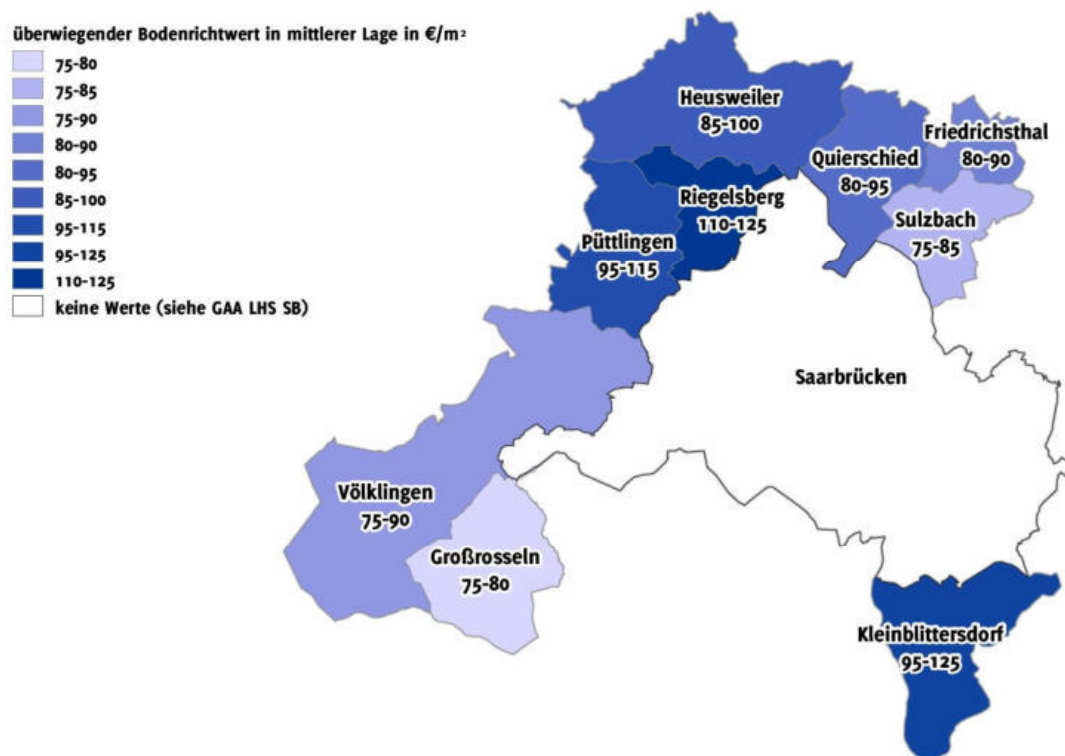 überwiegender Bodenrichtwert in mittlerer Lage in €/m²
75-80
75-85
75-90
80-90
80-95
85-100
95-115
95-125
110-125
keine Werte (siehe GAA LHS SB)
Heusweiler
85-100
Friedrichsthal
80-90
Quierschied
80-95
Riegelsberg
110-125
Sulzbach
75-85
Püttlingen
95-115
Saarbrücken
Völklingen
75-90
Großrosseln
75-80
Kleinblittersdorf
95-125